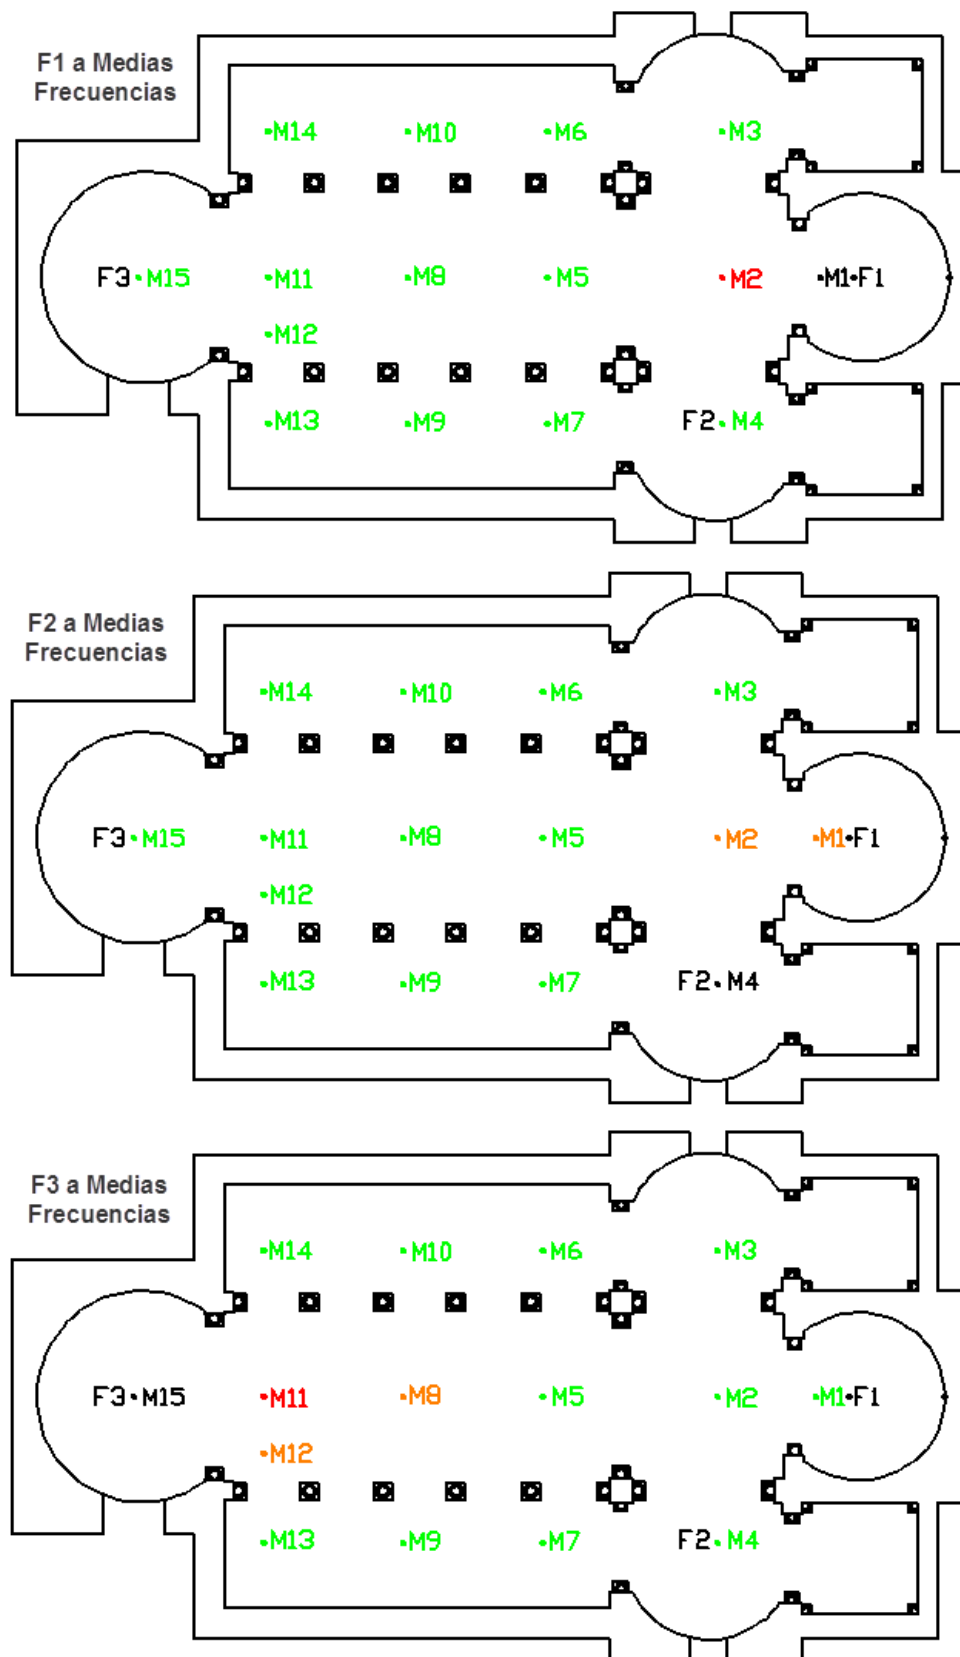 F1 a Medias
Frecuencias
M14 M10 M6 M3
F3 M15 M11 M8 M5 M2 M1 F1
M12
M13 M9 M7 F2 M4
F2 a Medias
Frecuencias
M14 M10 M6 M3
F3 M15 M11 M8 M5 M2 M1 F1
M12
M13 M9 M7 F2 M4
F3 a Medias
Frecuencias
M14 M10 M6 M3
F3 M15 M11 M8 M5 M2 M1 F1
M12
M13 M9 M7 F2 M4